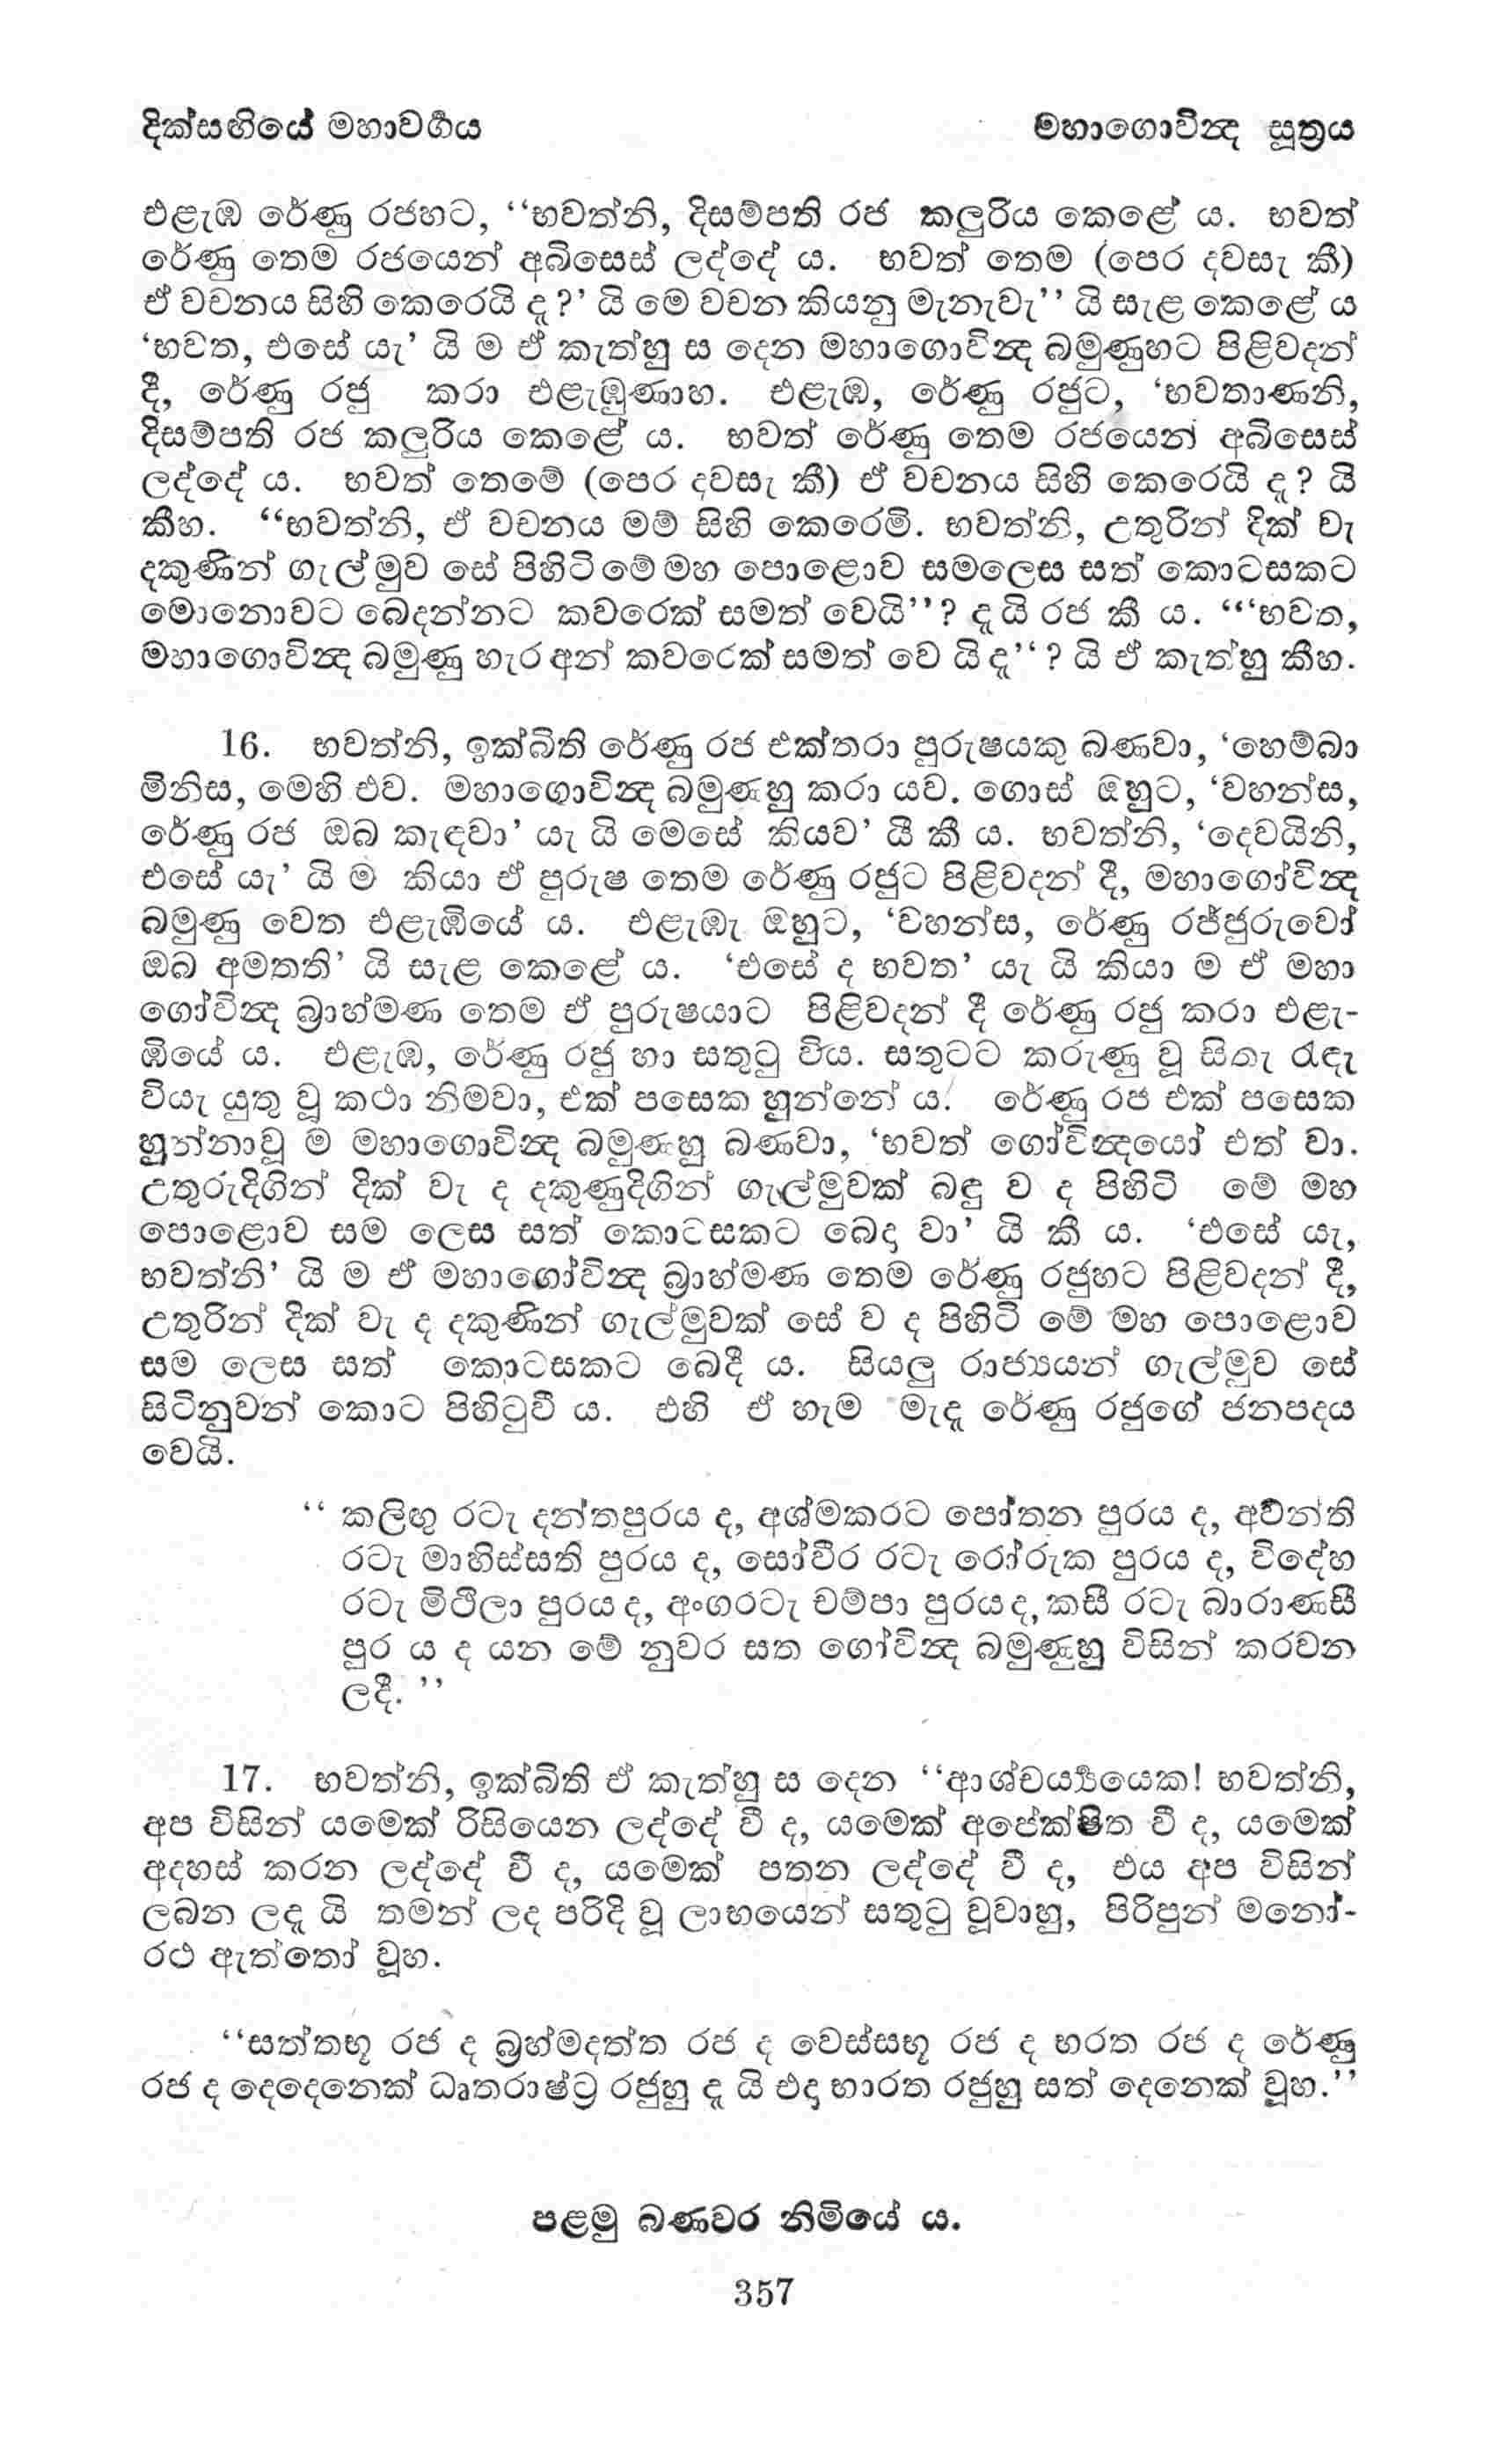 දික්සඟියේ මහාවර්‍ගය මහාගොවින්‍ද සූත්‍රය
එළැඹ රේණු රජහට, ‘‘භවත්නි, දිසම්පති රජ කලුරිය කෙළේ ය. භවත්
රේණු තෙම රජයෙන් අබිසෙස් ලද්දේ ය. භවත් තෙම (පෙර දවසැ කී)
ඒ වචනය සිහි කෙරෙයි ද?’ යි මෙ වචන කියනු මැනැවැ’’ යි සැළ කෙළේ ය
‘භවත, එසේ යැ’ යි ම ඒ කැත්හු ස දෙන මහාගොවින්‍ද බමුණුහට පිළිවදන්
දී, රේණු රජු කරා එළැඹුණාහ. එළැඹ, රේණු රජුට, ‘භවතාණනි,
දිසම්පති රජ කලුරිය කෙළේ ය. භවත් රේණු තෙම රජයෙන් අබිසෙස්
ලද්දේ ය. භවත් තෙමේ (පෙර දවසැ කී) ඒ වචනය සිහි කෙරෙයි ද? යි
කීහ. ‘‘භවත්නි, ඒ වචනය මම් සිහි කෙරෙමි. භවත්නි, උතුරින් දික් වැ
දකුණින් ගැල් මුව සේ පිහිටි මේ මහ පොළොව සමලෙස සත් කොටසකට
මොනොවට බෙදන්නට කවරෙක් සමත් වෙයි’’? දැ යි රජ කී ය. ‘‘‘භවත,
මහාගොවින්‍ද බමුණු හැර අන් කවරෙක් සමත් වෙ යි ද’‘? යි ඒ කැත්හු කීහ.
16. භවත්නි, ඉක්බිති රේණු රජ එක්තරා පුරුෂයකු බණවා, ‘හෙම්බා
මිනිස, මෙහි එව. මහාගොවින්‍ද බමුණහු කරා යව. ගොස් ඔහුට, ‘වහන්ස,
රේණු රජ ඔබ කැඳවා’ යැ යි මෙසේ කියව’ යී කී ය. භවත්නි, ‘දෙවයිනි,
එසේ යැ’ යි ම කියා ඒ පුරුෂ තෙම රේණු රජුට පිළිවදන් දී, මහාගෝවින්‍ද
බමුණු වෙත එළැඹියේ ය. එළැඹැ ඔහුට, ‘වහන්ස, රේණු රජ්ජුරුවෝ
ඔබ අමතති’ යි සැළ කෙළේ ය. ‘එසේ ද භවත’ යැ යි කියා ම ඒ මහා
ගෝවින්‍ද බ්‍රාහ්මණ තෙම ඒ පුරුෂයාට පිළිවදන් දී රේණු රජු කරා එළැ-
ඹියේ ය. එළැඹ, රේණු රජු හා සතුටු විය. සතුටට කරුණු වූ සිතැ රැඳැ
වියැ යුතු වූ කථා නිමවා, එක් පසෙක හුන්නේ ය. රේණු රජ එක් පසෙක
හුන්නාවූ ම මහාගොවින්‍ද බමුණහු බණවා, ‘භවත් ගෝවින්‍දයෝ එත් වා.
උතුරුදිගින් දික් වැ ද දකුණුදිගින් ගැල්මුවක් බඳු ව ද පිහිටි මේ මහ
පොළොව සම ලෙස සත් කොටසකට බෙදා වා’ යි කී ය. ‘එසේ යැ,
භවත්නි’ යි ම ඒ මහාගෝවින්‍ද බ්‍රාහ්මණ තෙම රේණු රජුහට පිළිවදන් දී,
උතුරින් දික් වැ ද දකුණින් ගැල්මුවක් සේ ව ද පිහිටි මේ මහ පොළොව
සම ලෙස සත් කොටසකට බෙදී ය. සියලු රාජ්‍යයන් ගැල්මුව සේ
සිටිනුවන් කොට පිහිටුවී ය. එහි ඒ හැම මැද රේණු රජුගේ ජනපදය
වෙයි.
‘‘ කලිඟු රටැ දන්තපුරය ද, අශ්මකරට පෝතන පුරය ද, අවන්ති
රටැ මාහිස්සති පුරය ද, සෝවීර රටැ රෝරුක පුරය ද, විදේහ
රටැ මිථිලා පුරය ද, අංගරටැ චම්පා පුරය ද, කසී රටැ බාරාණසී
පුර ය ද යන මේ නුවර සත ගෝවින්‍ද බමුණුහු විසින් කරවන
ලදී. ’’
17. භවත්නි, ඉක්බිති ඒ කැත්හු ස දෙන ‘‘ආශ්චර්‍ය්‍යයෙක! භවත්නි,
අප විසින් යමෙක් රිසියෙන ලද්දේ වී ද, යමෙක් අපේක්ෂිත වී ද, යමෙක්
අදහස් කරන ලද්දේ වී ද, යමෙක් පතන ලද්දේ වී ද, එය අප විසින්
ලබන ලදැ යි තමන් ලද පරිදි වූ ලාභයෙන් සතුටු වූවාහු, පිරිපුන් මනෝ-
රථ ඇත්තෝ වූහ.
‘‘සත්තභූ රජ ද බ්‍රහ්මදත්ත රජ ද වෙස්සභූ රජ ද භරත රජ ද රේණු
රජ ද දෙදෙනෙක් ධෘතරාෂ්ට්‍ර රජුහු දැ යි එදා භාරත රජුහු සත් දෙනෙක් වූහ.’’
පළමු බණවර නිමියේ ය.
357